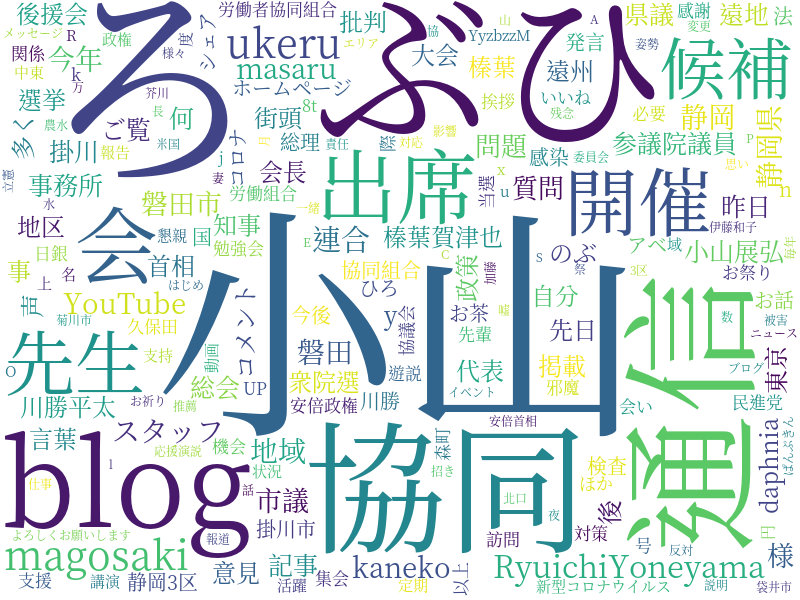 後援会
労働者協同組合
シェア
批判
ukeru
masaru
大会
YyzbzzM
発言
榛葉
遠州
いいね
県議
感謝
遠地
法
メッセージ
政権
R
関係
中東
様々
度
k
万
今年
ホームページ
エリア
協
山
A
姿勢
変更
候補
ろ
ぶ
ひ
選挙
芥川
8t
挨拶
必要
静岡
静岡県
ご覧
何
街頭
多く
農水
長
米国
掛川
報告
コロナ
総理
責任
対応
影響
残念
問題
参議院議員
感染
委員会
P
思い
立憲
妻
j
事務所
会長
労働組合
出席
質問
x
u
n
当選
開催
昨日
伊藤和子
水
地区
日銀
懇親
国
知事
勉強会
磐田市
一緒
連合
榛葉賀津也
s
のぶ
アベ
域
小山展弘
毎年
事
上
名
はじめ
首相
会
E
協同組合
C
加藤
祭
3区
お祭り
声
YouTube
菊川市
久保田
コメント
今後
ひろ
y
協議会
お茶
政策
嘘
自分
先輩
先日
お話
数
被害
ニュース
小山
通信
先生
O
支持
動画
UP
磐田
衆院選
遊説
代表
イベント
掲載
邪魔
東京
ブログ
川勝平太
お祈り
推薦
総会
安倍政権
川勝
安倍首相
会い
民進党
言葉
スタッフ
応援演説
機会
地域
森町
daphnia
ぱんぷきん
blog
l
協同
状況
招き
検査
ほか
仕事
話
市議
後
よろしくお願いします
報道
掛川市
北口
夜
訪問
対策
号
反対
円
様
magosaki
意見
記事
kaneko
RyuichiYoneyama
支援
講演
静岡3区
活躍
集会
定期
以上
新型コロナウイルス
説明
袋井市